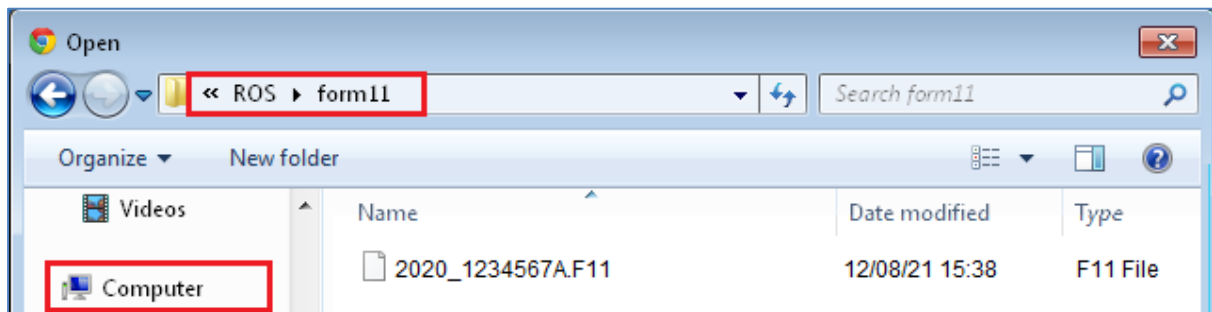 Open
« ROS ▸ form11 Search form11
Organize ▾ New folder
Videos Name Date modified Type
2020_1234567A.F11 12/08/21 15:38 F11 File
Computer